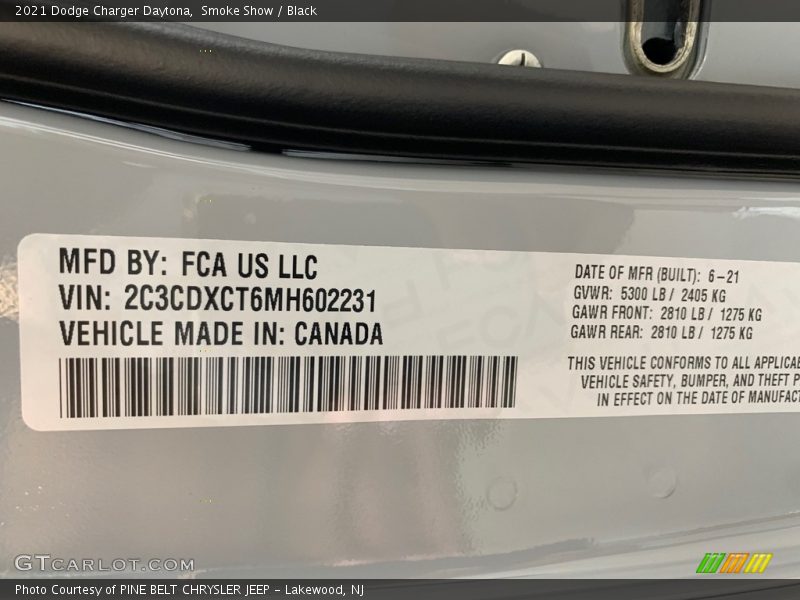 2021 Dodge Charger Daytona, Smoke Show / Black
MFD BY: FCA US LLC
VIN: 2C3CDXCT6MH602231
VEHICLE MADE IN: CANADA
DATE OF MFR (BUILT): 6-21
GVWR: 5300 LB / 2405 KG
GAWR FRONT: 2810 LB / 1275 KG
GAWR REAR: 2810 LB / 1275 KG
THIS VEHICLE CONFORMS TO ALL APPLICAB
VEHICLE SAFETY, BUMPER, AND THEFT P
IN EFFECT ON THE DATE OF MANUFACT
GTCARLOT.COM
Photo Courtesy of PINE BELT CHRYSLER JEEP - Lakewood, NJ